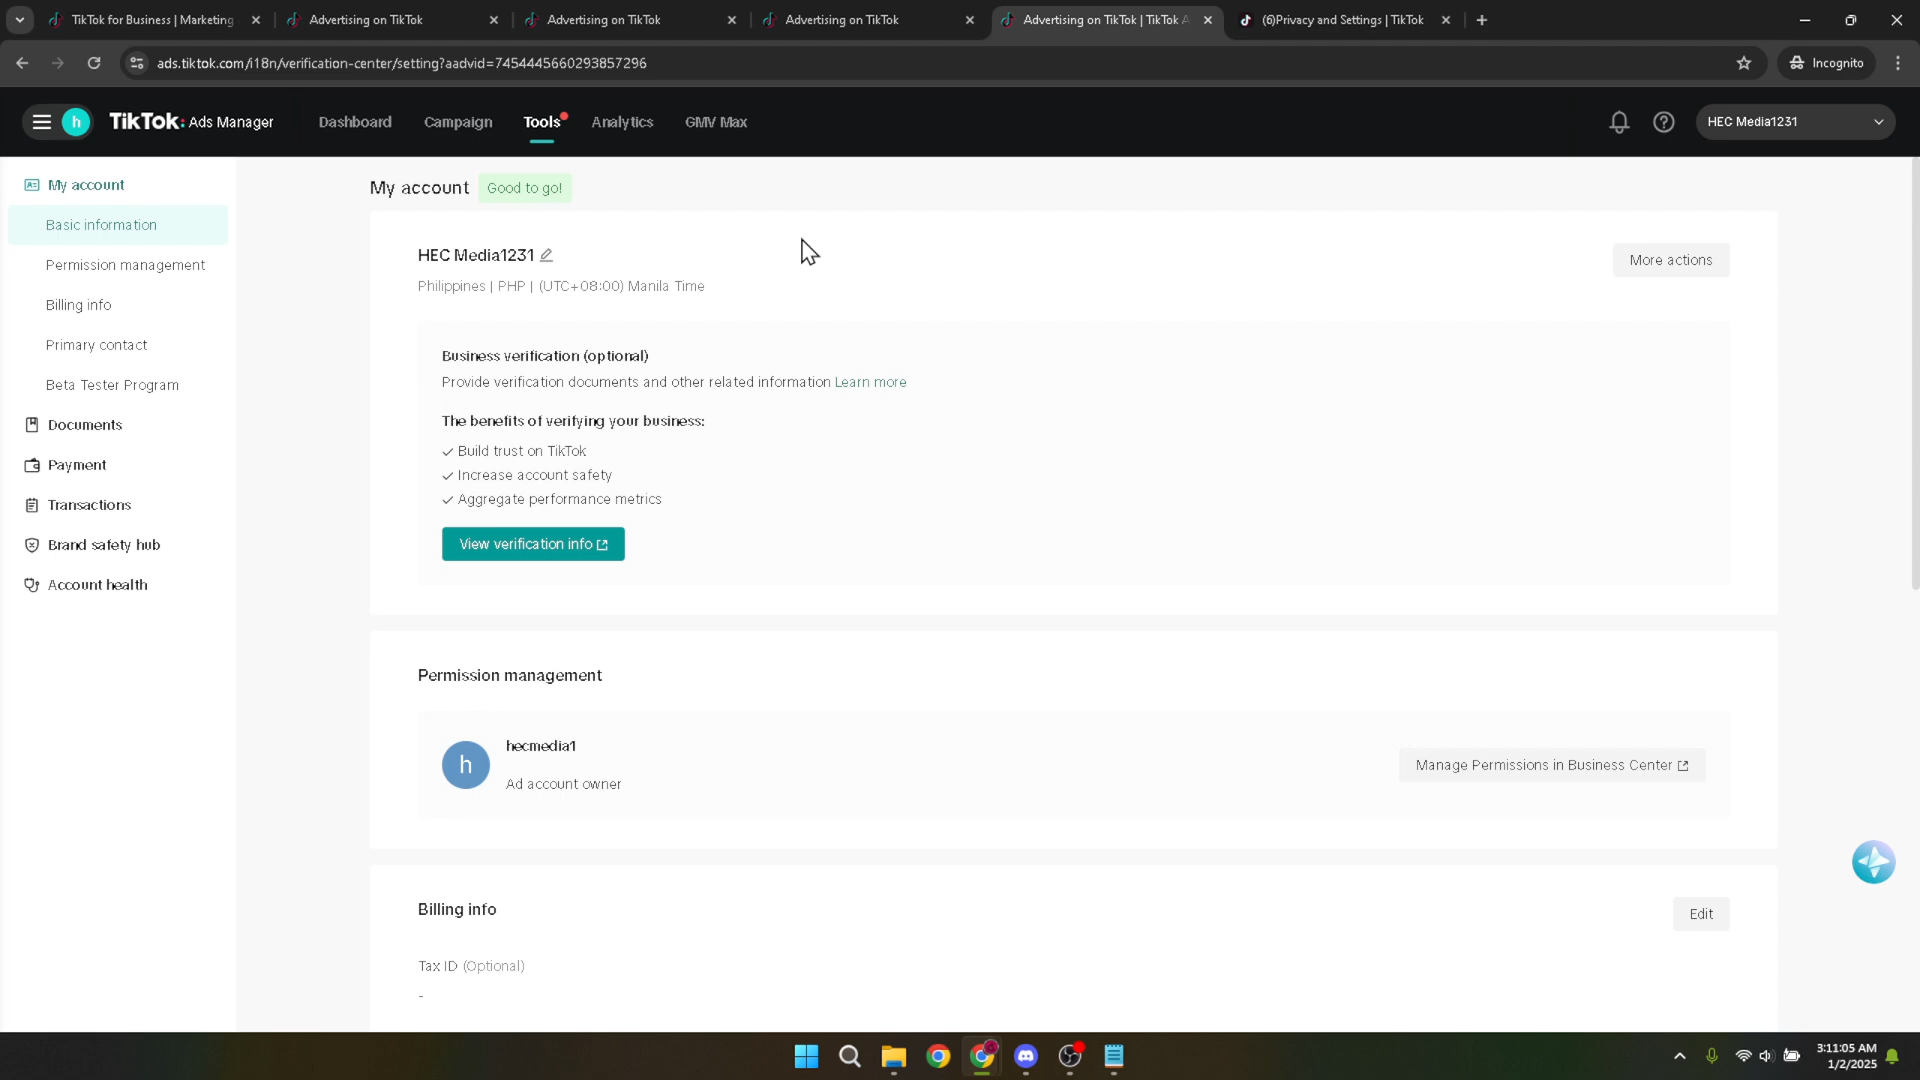 TikTok for Business | Marketing
Advertising on TikTok
Advertising on TikTok
Advertising on TikTok
Advertising on TikTok | TikTok A
(6)Privacy and Settings | TikTok
ads.tiktok.com/i18n/verification-center/setting?aadvid=7454445660293857296
Incognito
h
TikTok: Ads Manager
Dashboard
Campaign
Tools
Analytics
GMV Max
HEC Media1231
My account
Basic information
Permission management
Billing info
Primary contact
Beta Tester Program
Documents
Payment
Transactions
Brand safety hub
Account health
My account
Good to go!
HEC Media1231
More actions
Philippines | PHP | (UTC+08:00) Manila Time
Business verification (optional)
Provide verification documents and other related information Learn more
The benefits of verifying your business:
Build trust on TikTok
Increase account safety
Aggregate performance metrics
View verification info
Permission management
h
hecmedia1
Ad account owner
Manage Permissions in Business Center
Billing info
Edit
Tax ID (Optional)
-
3:11:05 AM
1/2/2025